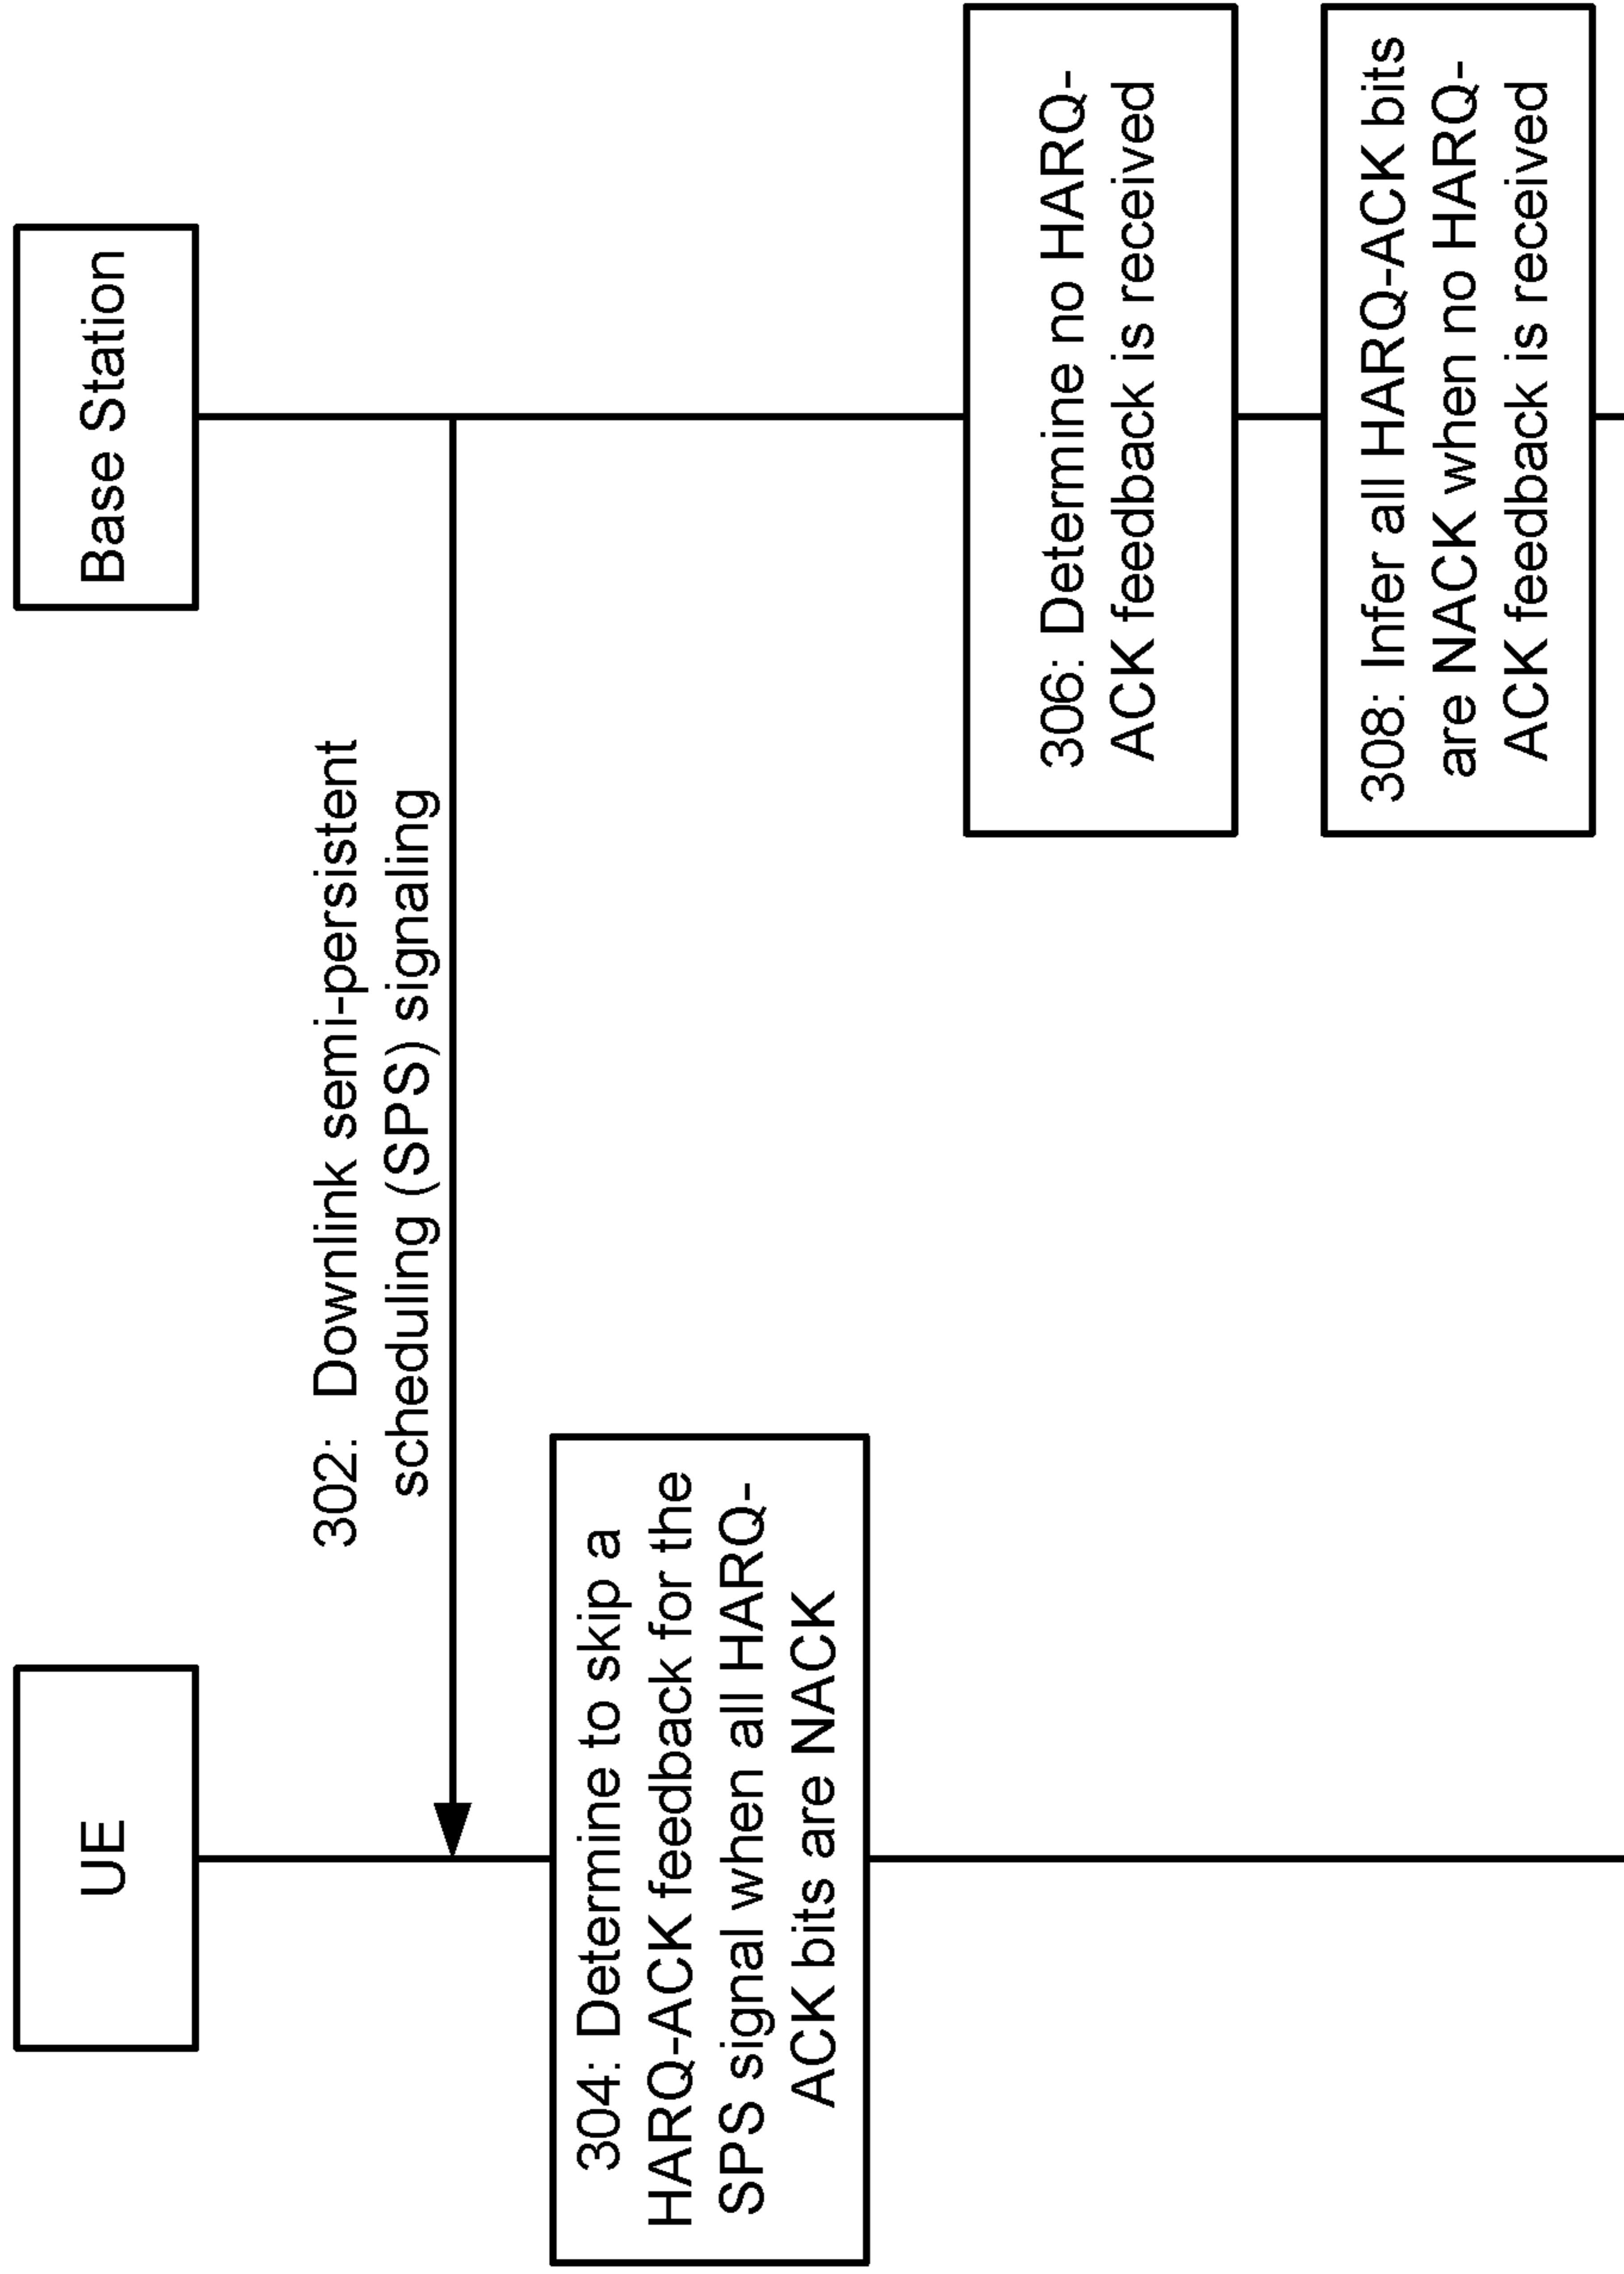 UE
Base Station
302: Downlink semi-persistent
scheduling (SPS) signaling
304: Determine to skip a
HARQ-ACK feedback for the
SPS signal when all HARQ-
ACK bits are NACK
306: Determine no HARQ-
ACK feedback is received
308: Infer all HARQ-ACK bits
are NACK when no HARQ-
ACK feedback is received